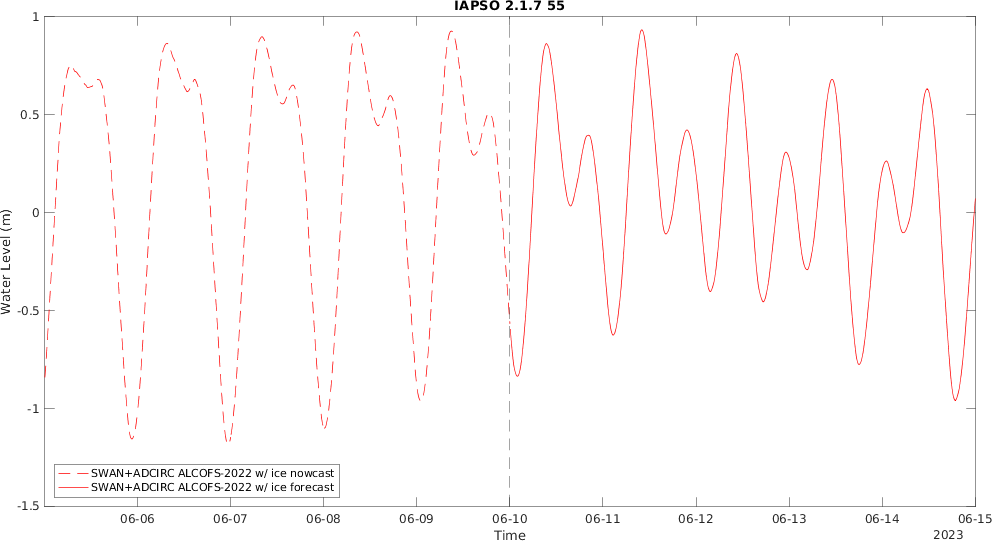 IAPSO 2.1.7 55
1
0.5
0
-0.5
-1
-1.5
Water Level (m)
SWAN+ADCIRC ALCOFS-2022 w/ ice nowcast
SWAN+ADCIRC ALCOFS-2022 w/ ice forecast
06-06 06-07 06-08 06-09 06-10 06-11 06-12 06-13 06-14 06-15
Time
2023